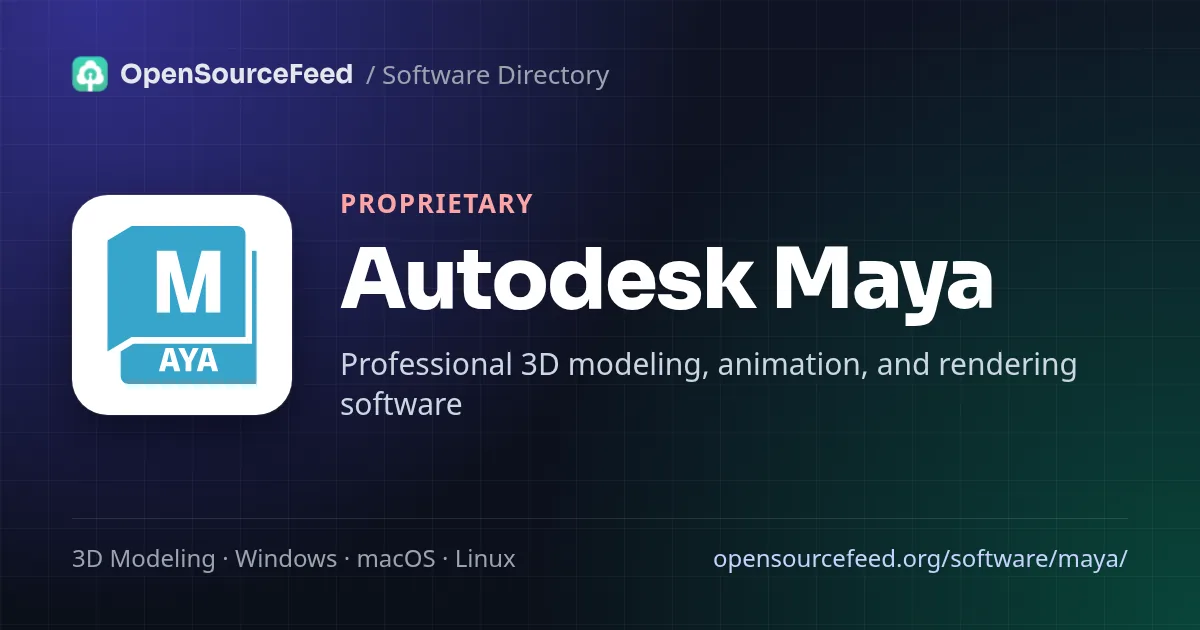 OpenSourceFeed / Software Directory
M
AYA
PROPRIETARY
Autodesk Maya
Professional 3D modeling, animation, and rendering
software
3D Modeling · Windows · macOS · Linux
opensourcefeed.org/software/maya/